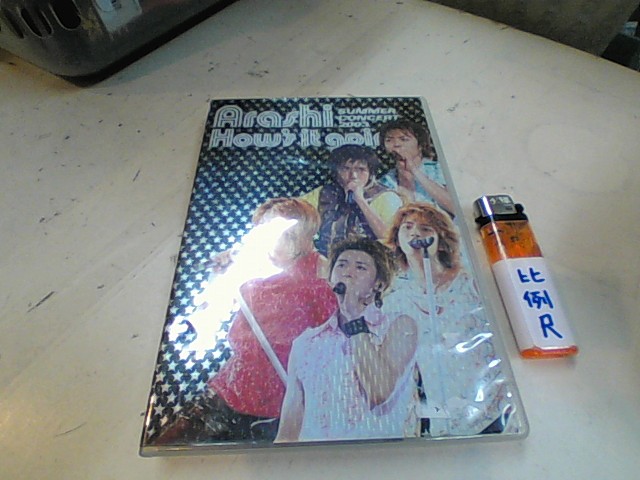 Arashi
SUMMER
CONCERT
2003
How's it goin
比例尺